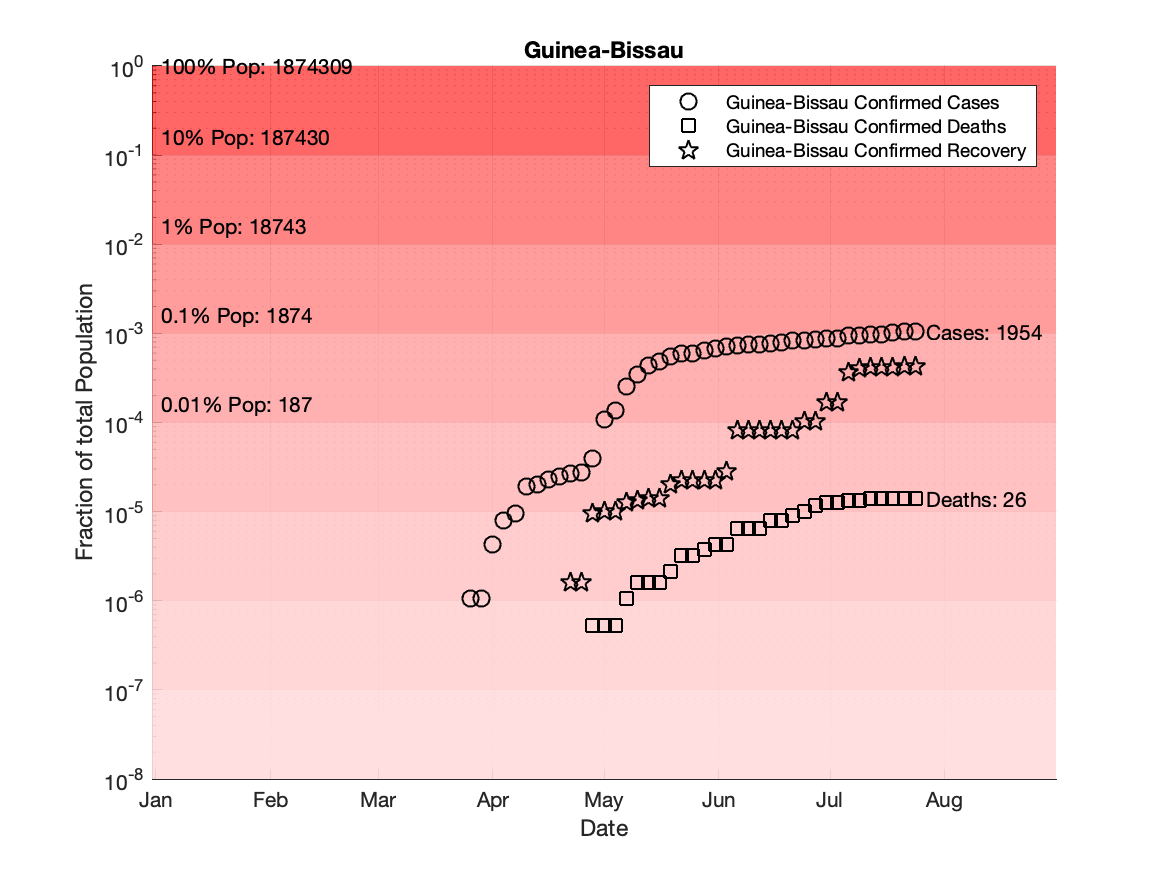 Guinea-Bissau
10^0
100% Pop: 1874309
Guinea-Bissau Confirmed Cases
Guinea-Bissau Confirmed Deaths
Guinea-Bissau Confirmed Recovery
10% Pop: 187430
10^-1
1% Pop: 18743
10^-2
0.1% Pop: 1874
10^-3
Cases: 1954
0.01% Pop: 187
10^-4
10^-5
Deaths: 26
10^-6
10^-7
10^-8
Fraction of total Population
Jan Feb Mar Apr May Jun Jul Aug
Date